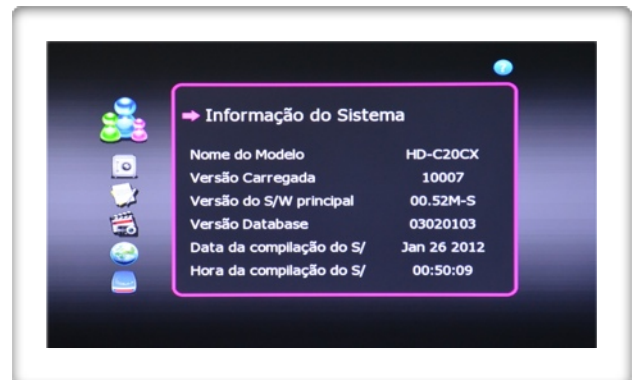 Informação do Sistema
Nome do Modelo HD-C20CX
Versão Carregada 10007
Versão do S/W principal 00.52M-S
Versão Database 03020103
Data da compilação do S/ Jan 26 2012
Hora da compilação do S/ 00:50:09